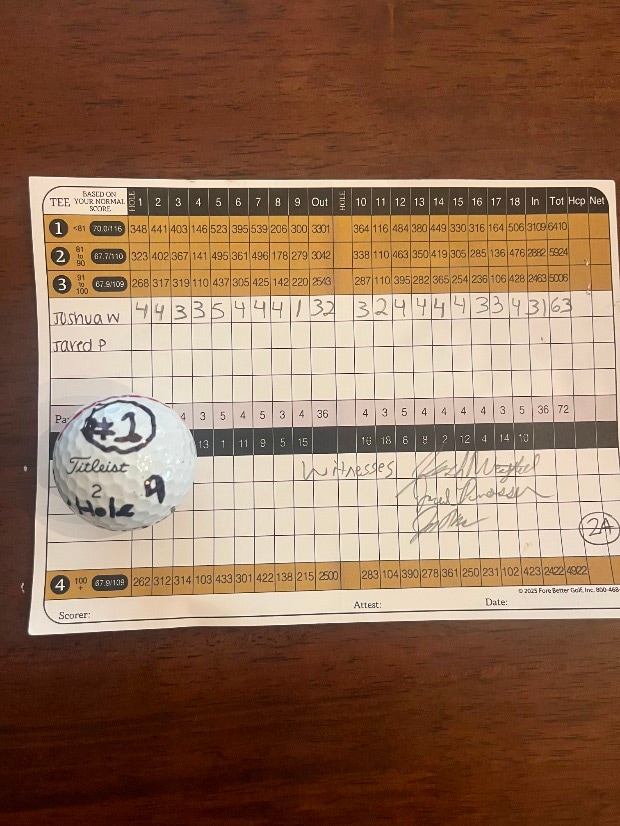 TEE BASED ON YOUR NORMAL SCORE HOLE 1 2 3 4 5 6 7 8 9 Out HOLE 10 11 12 13 14 15 16 17 18 In Tot Hcp Net
1 <81 70.0/116 348 441 403 146 523 395 539 206 300 3301 364 116 484 380 449 330 316 164 506 3109 6410
2 81 to 90 67.7/110 323 402 367 141 495 361 496 178 279 3042 338 110 463 350 419 305 285 136 476 2882 5924
3 91 to 100 67.9/109 268 317 319 110 437 305 425 142 220 2543 287 110 395 282 365 254 236 106 428 2463 5006
Joshua W 4 4 3 3 5 4 4 4 1 32 3 2 4 4 4 4 3 3 4 31 63
Jared P
Pa 4 3 5 4 4 5 3 4 36 4 3 5 4 4 4 4 3 5 36 72
13 1 11 9 5 15 16 18 6 8 2 12 4 14 10
#1
Titleist
2
Hole 9
Witnesses
2A
4 100 + 67.9/109 262 312 314 103 433 301 422 138 215 2500 283 104 390 278 361 250 231 102 423 2422 4922
© 2025 Fore Better Golf, Inc. 800-468
Scorer: Attest: Date: